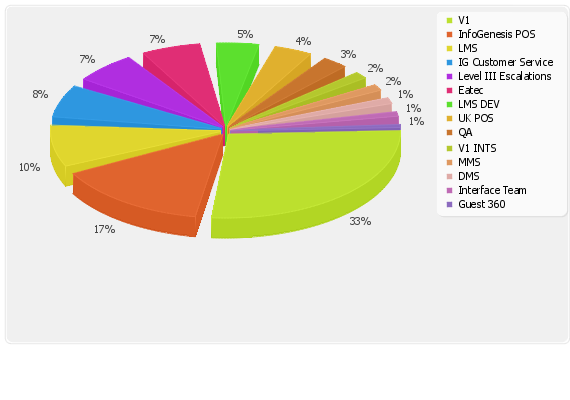 V1
InfoGenesis POS
LMS
IG Customer Service
Level III Escalations
Eatec
LMS DEV
UK POS
QA
V1 INTS
MMS
DMS
Interface Team
Guest 360
33%
17%
10%
8%
7%
7%
5%
4%
3%
2%
2%
1%
1%
1%